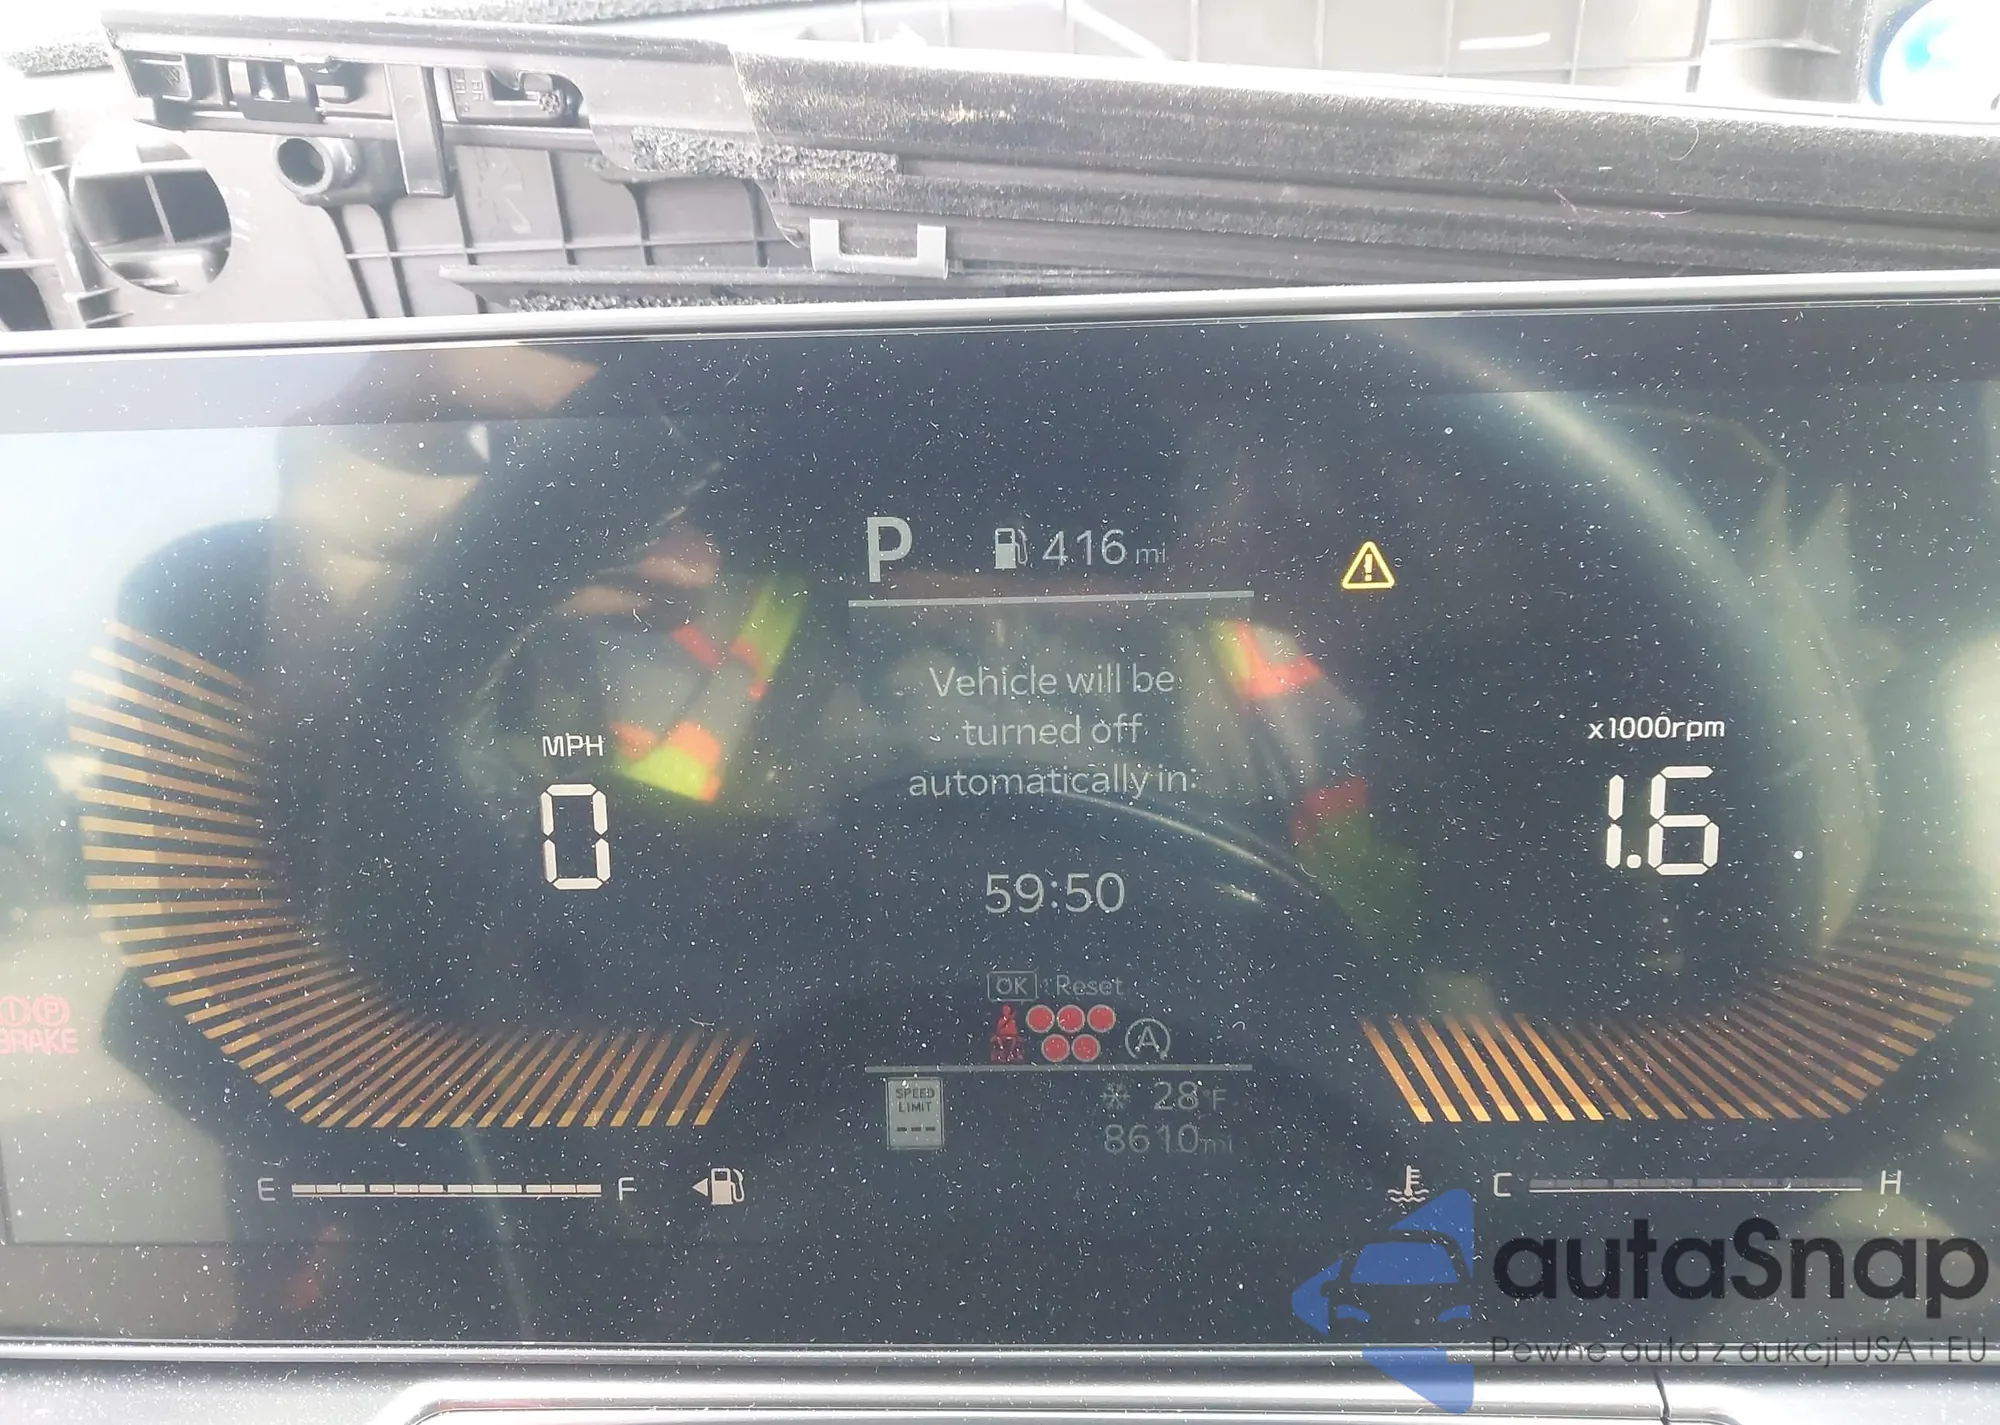 P 416 mi
Vehicle will be
turned off
automatically in:
MPH
0
x1000rpm
1.6
59:50
OK : Reset
BRAKE
A
SPEED
LIMIT
---
28°F
8610mi
E F
C H
autaSnap
Pewne auta z aukcji USA i EU